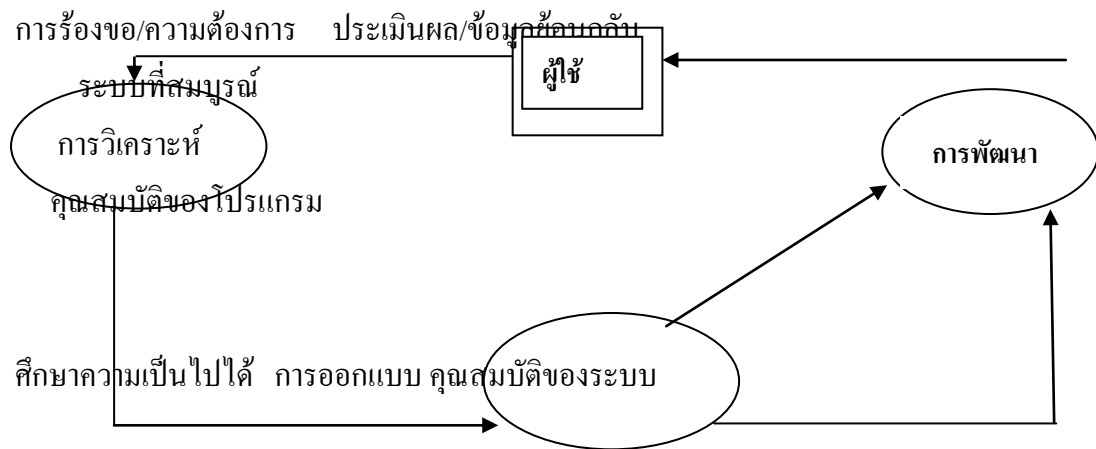 การร้องขอ/ความต้องการ ประเมินผล/ข้อมูลย้อนกลับ
ผู้ใช้
ระบบที่สมบูรณ์
การวิเคราะห์
การพัฒนา
คุณสมบัติของโปรแกรม
ศึกษาความเป็นไปได้ การออกแบบ คุณสมบัติของระบบ